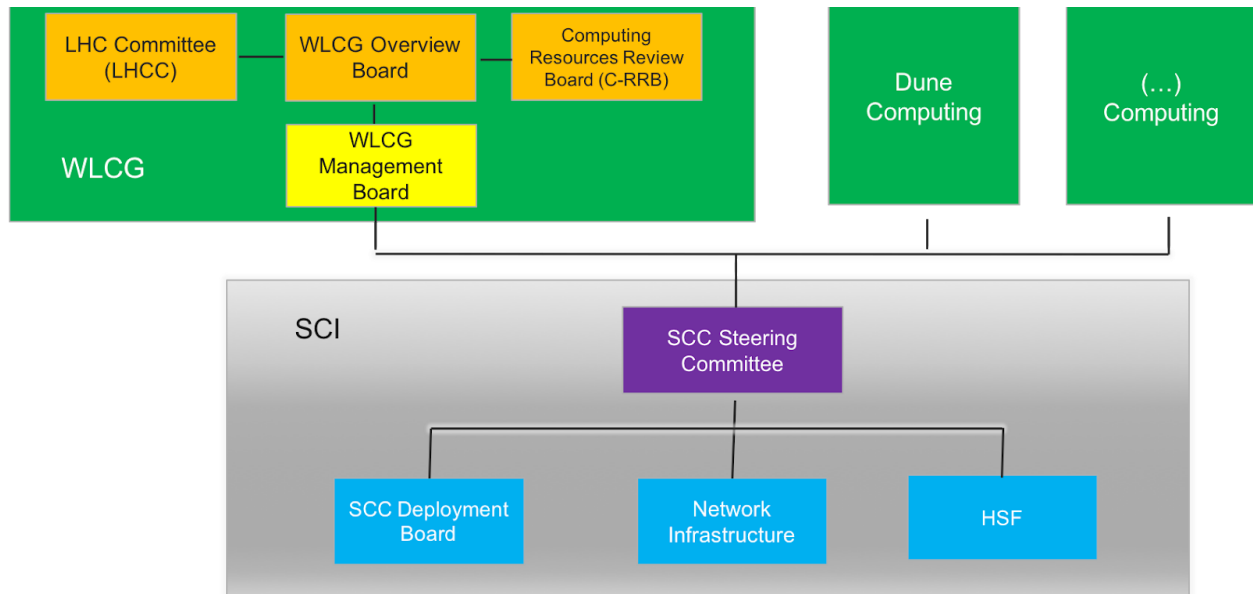 LHC Committee
(LHCC)
WLCG Overview
Board
Computing
Resources Review
Board (C-RRB)
Dune
Computing
(...)
Computing
WLCG
WLCG
Management
Board
SCI
SCC Steering
Committee
SCC Deployment
Board
Network
Infrastructure
HSF